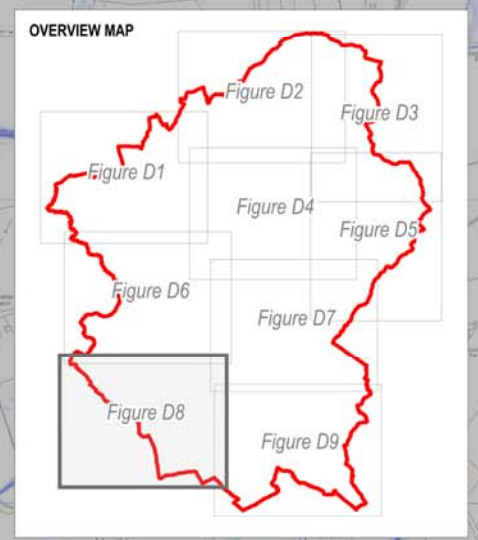 OVERVIEW MAP
Figure D2
Figure D3
Figure D1
Figure D4
Figure D5
Figure D6
Figure D7
Figure D8
Figure D9